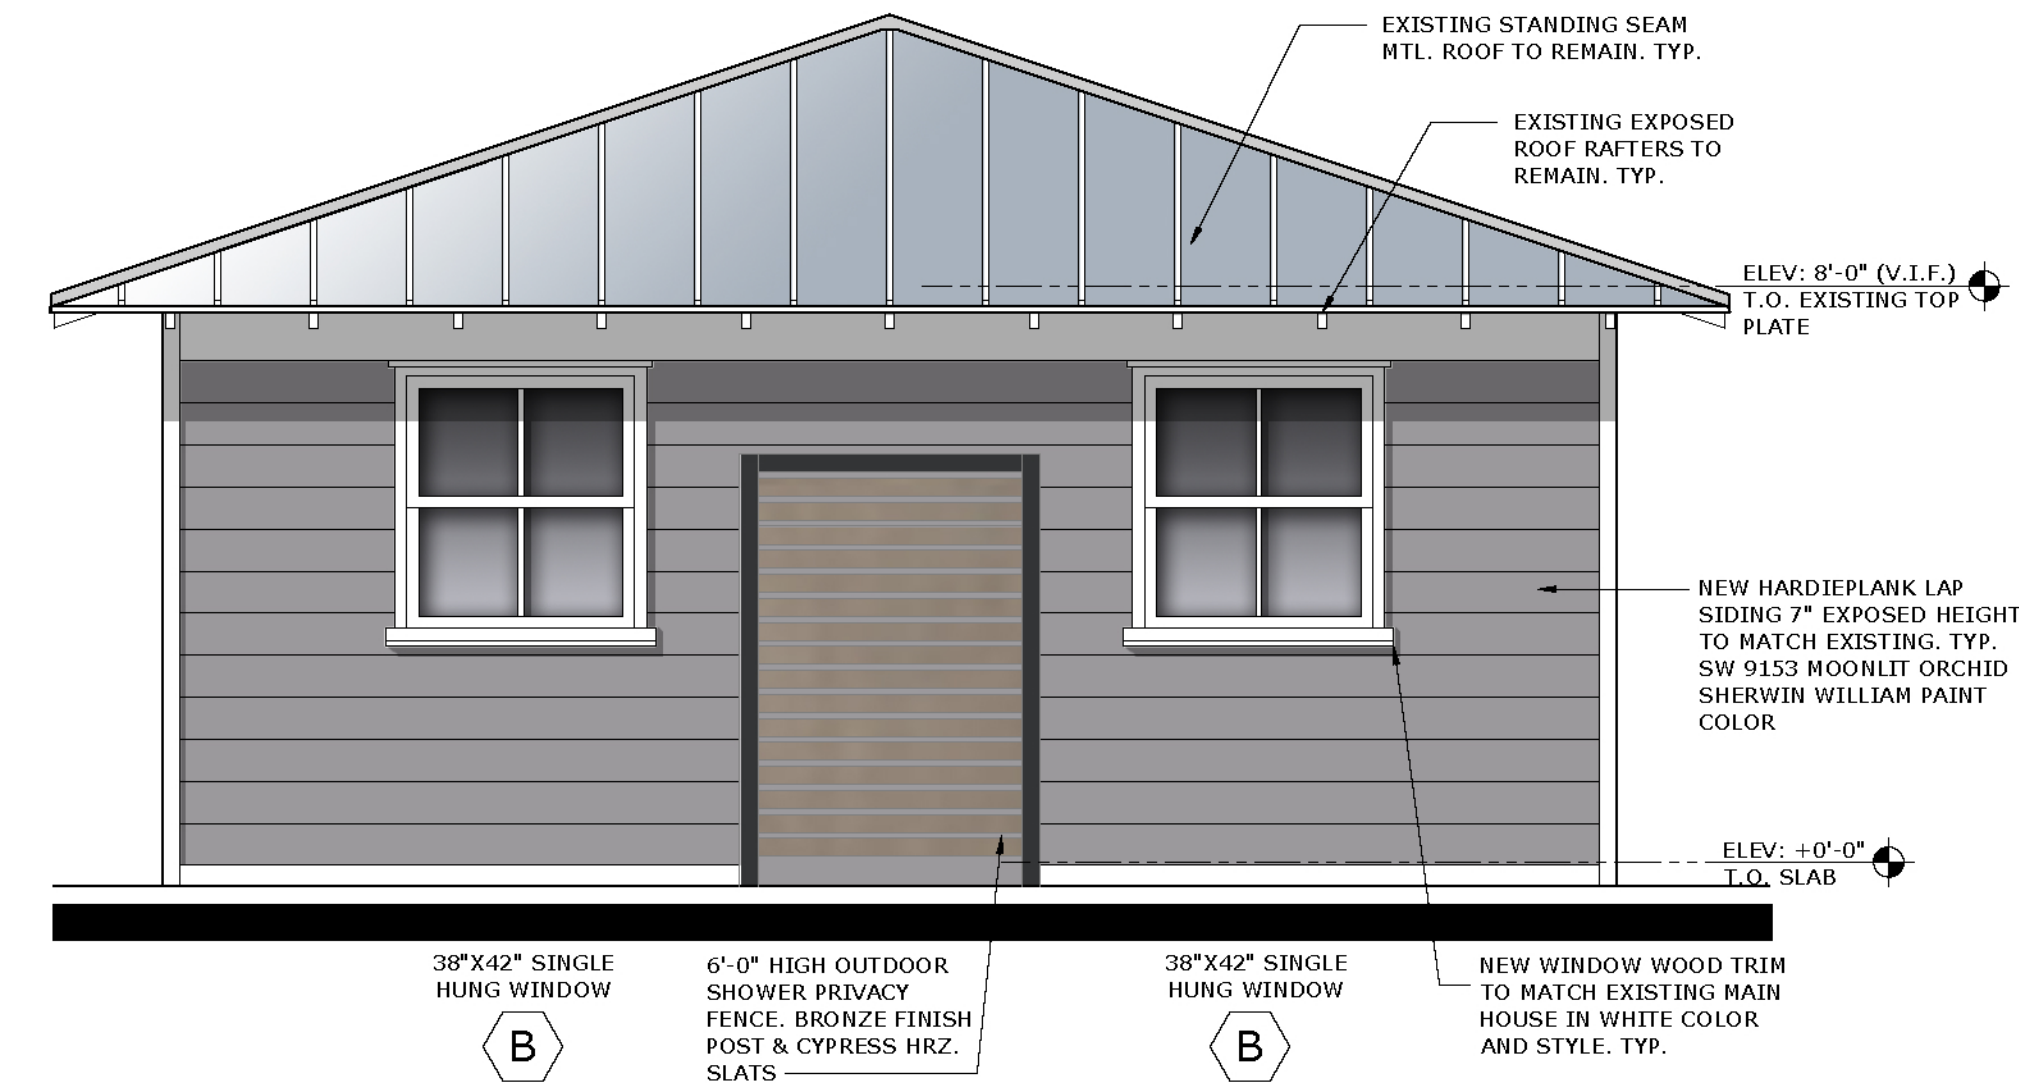 EXISTING STANDING SEAM
MTL. ROOF TO REMAIN. TYP.
EXISTING EXPOSED
ROOF RAFTERS TO
REMAIN. TYP.
ELEV: 8'-0" (V.I.F.)
T.O. EXISTING TOP
PLATE
NEW HARDIEPLANK LAP
SIDING 7" EXPOSED HEIGHT
TO MATCH EXISTING. TYP.
SW 9153 MOONLIT ORCHID
SHERWIN WILLIAM PAINT
COLOR
ELEV: +0'-0"
T.O. SLAB
38"X42" SINGLE
HUNG WINDOW
B
6'-0" HIGH OUTDOOR
SHOWER PRIVACY
FENCE. BRONZE FINISH
POST & CYPRESS HRZ.
SLATS
38"X42" SINGLE
HUNG WINDOW
B
NEW WINDOW WOOD TRIM
TO MATCH EXISTING MAIN
HOUSE IN WHITE COLOR
AND STYLE. TYP.